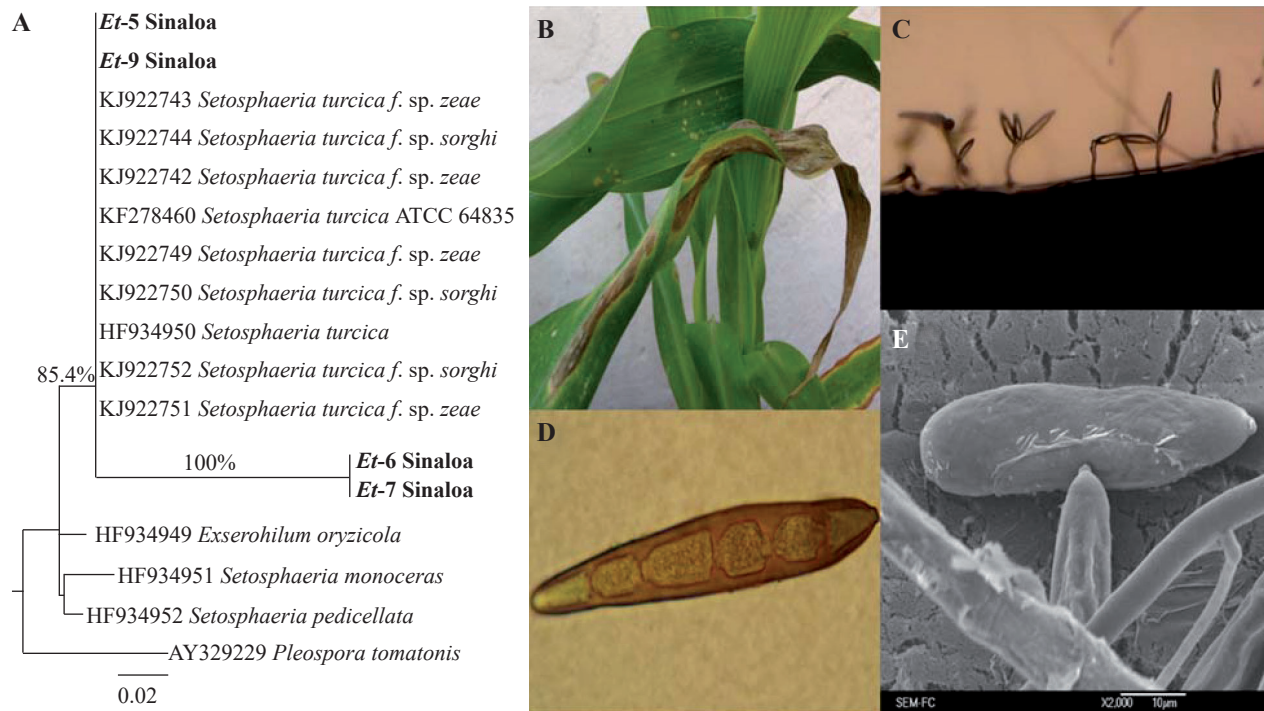 A
Et-5 Sinaloa
Et-9 Sinaloa
KJ922743 Setosphaeria turcica f. sp. zeae
KJ922744 Setosphaeria turcica f. sp. sorghi
KJ922742 Setosphaeria turcica f. sp. zeae
KF278460 Setosphaeria turcica ATCC 64835
KJ922749 Setosphaeria turcica f. sp. zeae
KJ922750 Setosphaeria turcica f. sp. sorghi
HF934950 Setosphaeria turcica
85.4%
KJ922752 Setosphaeria turcica f. sp. sorghi
KJ922751 Setosphaeria turcica f. sp. zeae
100%
Et-6 Sinaloa
Et-7 Sinaloa
HF934949 Exserohilum oryzicola
HF934951 Setosphaeria monoceras
HF934952 Setosphaeria pedicellata
AY329229 Pleospora tomatonis
0.02
B
C
D
E
SEM-FC
X2,000
10µm